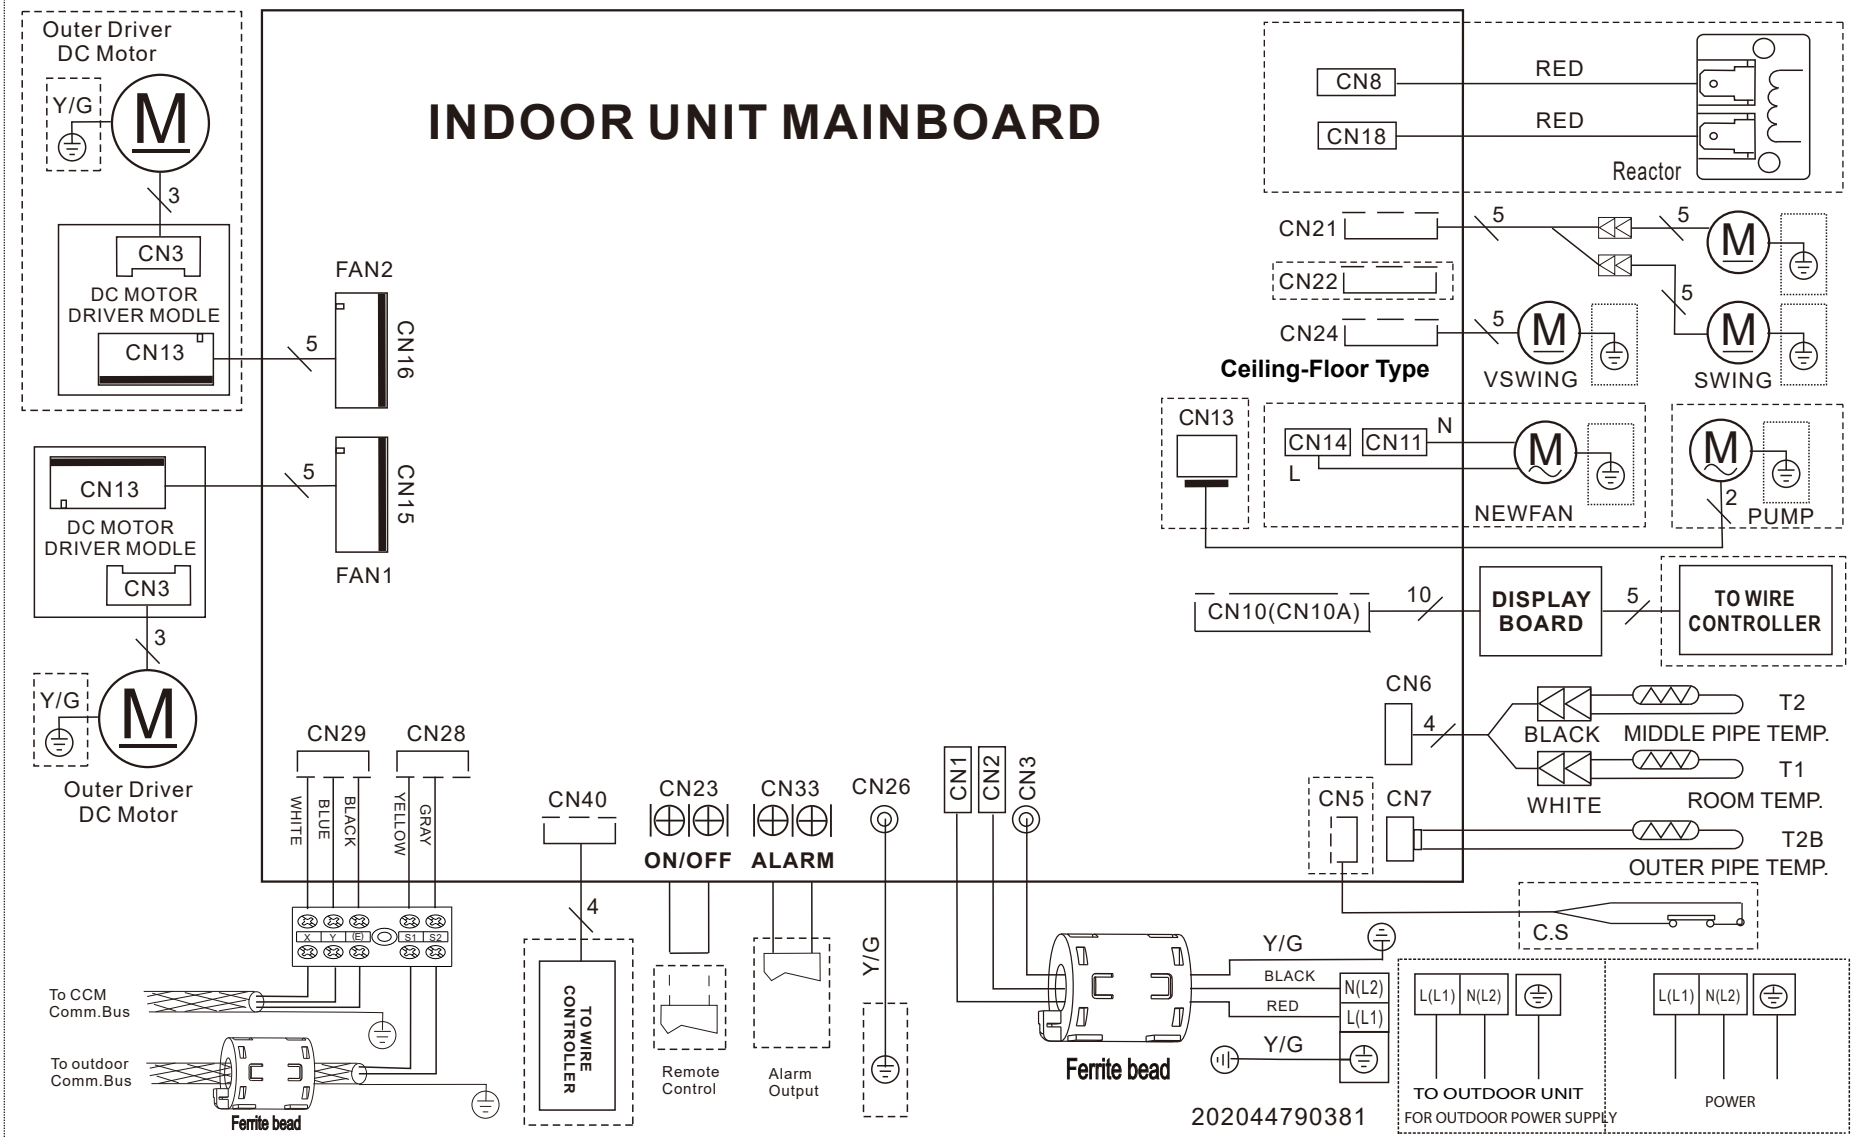 Outer Driver
DC Motor
Y/G
M
3
CN3
DC MOTOR
DRIVER MODLE
CN13
5
FAN2
CN16
INDOOR UNIT MAINBOARD
CN8
RED
CN18
RED
Reactor
CN21
5
5
M
CN22
5
CN24
5
M
M
Ceiling-Floor Type
VSWING
SWING
CN13
CN14
CN11
N
L
M
NEWFAN
M
2
PUMP
CN13
5
CN15
FAN1
DC MOTOR
DRIVER MODLE
CN3
3
Y/G
M
Outer Driver
DC Motor
CN10(CN10A)
10
DISPLAY
BOARD
5
TO WIRE
CONTROLLER
CN6
4
T2
BLACK
MIDDLE PIPE TEMP.
T1
WHITE
ROOM TEMP.
CN5
CN7
T2B
OUTER PIPE TEMP.
C.S
CN29
WHITE
BLUE
BLACK
CN28
YELLOW
GRAY
X
Y
(E)
S1
S2
To CCM
Comm.Bus
To outdoor
Comm.Bus
Ferrite bead
CN40
4
TO WIRE
CONTROLLER
CN23
ON/OFF
Remote
Control
CN33
ALARM
Alarm
Output
CN26
Y/G
CN1
CN2
CN3
Ferrite bead
Y/G
BLACK
N(L2)
RED
L(L1)
Y/G
202044790381
L(L1)
N(L2)
TO OUTDOOR UNIT
FOR OUTDOOR POWER SUPPLY
L(L1)
N(L2)
POWER